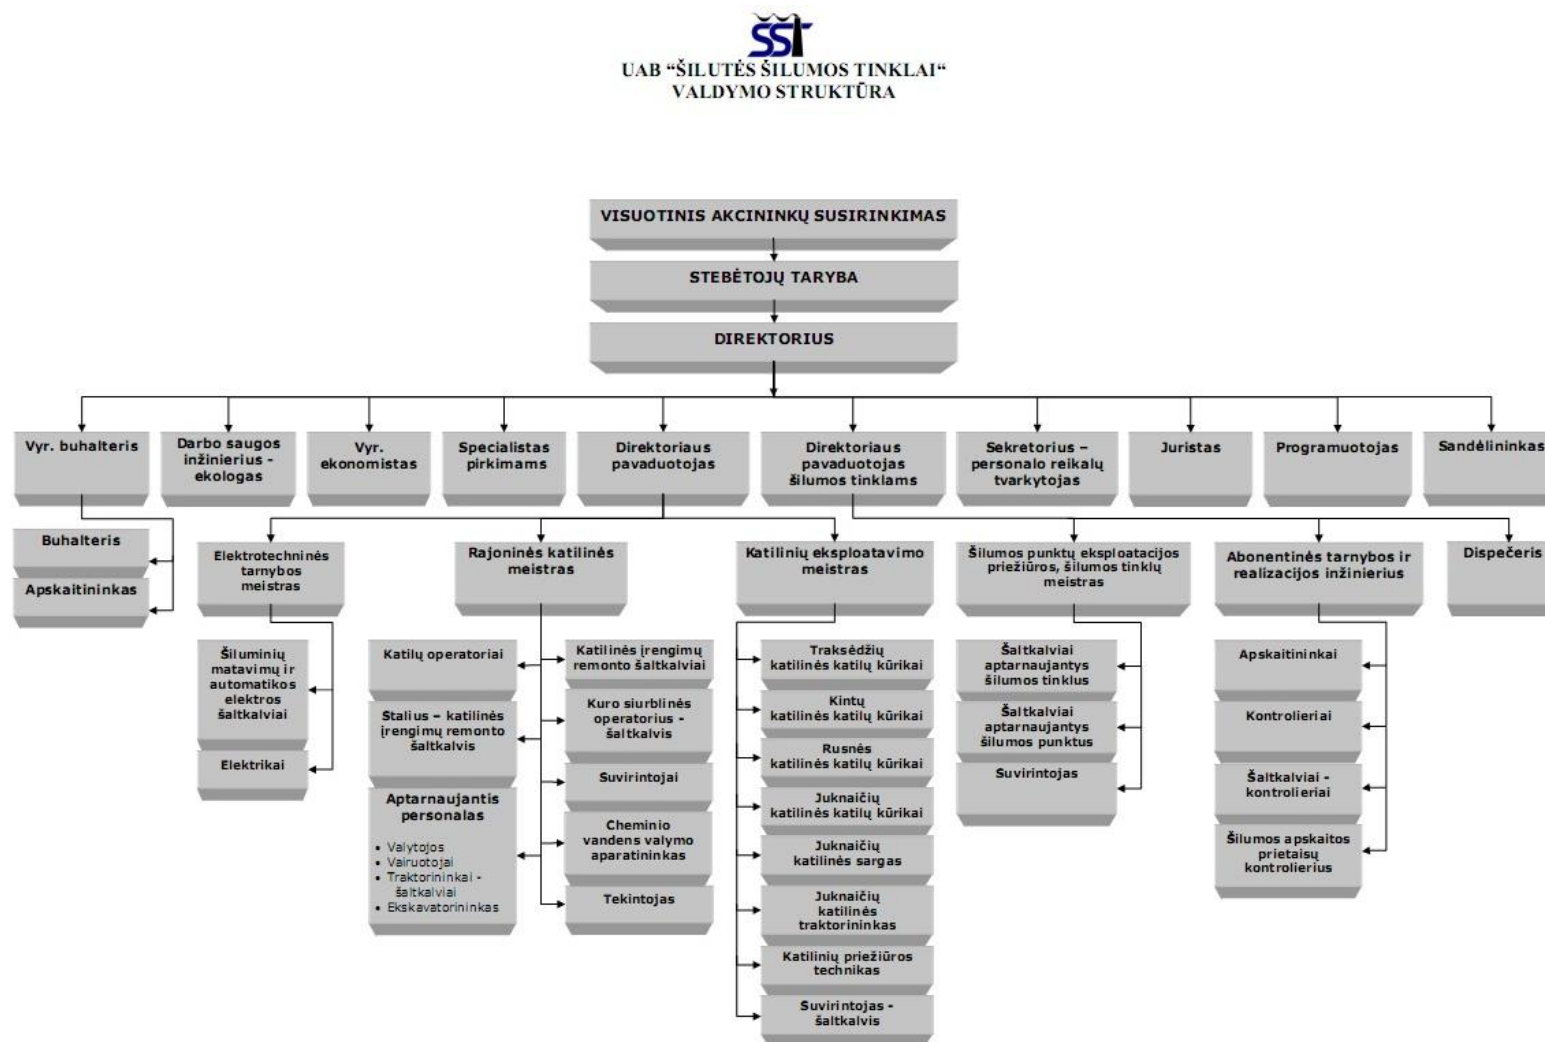 SST
UAB “ŠILUTĖS ŠILUMOS TINKLAI“
VALDYMO STRUKTŪRA
VISUOTINIS AKCININKŲ SUSIRINKIMAS
STEBĖTOJŲ TARYBA
DIREKTORIUS
Vyr. buhalteris
Darbo saugos
inžinierius -
ekologas
Vyr.
ekonomistas
Specialistas
pirkimams
Direktoriaus
pavaduotojas
Direktoriaus
pavaduotojas
šilumos tinklams
Sekretorius –
personalo reikalų
tvarkytojas
Juristas
Programuotojas
Sandėlininkas
Buhalteris
Apskaitininkas
Elektrotechninės
tarnybos
meistras
Rajoninės katilinės
meistras
Katilinių eksploatavimo
meistras
Šilumos punktų eksploatacijos
priežiūros, šilumos tinklų
meistras
Abonentinės tarnybos ir
realizacijos inžinierius
Dispečeris
Šiluminių
matavimų ir
automatikos
elektros
šaltkalviai
Elektrikai
Katilų operatoriai
Stalius – katilinės
įrengimų remonto
šaltkalvis
Aptarnaujantis
personalas
• Valytojos
• Vairuotojai
• Traktorininkai -
šaltkalviai
• Ekskavatorininkas
Katilinės įrengimų
remonto šaltkalviai
Kuro siurblinės
operatorius -
šaltkalvis
Suvirintojai
Cheminio
vandens valymo
aparatininkas
Tekintojas
Traksėdžių
katilinės katilų kūrikai
Kintų
katilinės katilų kūrikai
Rusnės
katilinės katilų kūrikai
Juknaičių
katilinės katilų kūrikai
Juknaičių
katilinės sargas
Juknaičių
katilinės
traktorininkas
Katilinių priežiūros
technikas
Suvirintojas -
šaltkalvis
Šaltkalviai
aptarnaujantys
šilumos tinklus
Šaltkalviai
aptarnaujantys
šilumos punktus
Suvirintojas
Apskaitininkai
Kontrolieriai
Šaltkalviai -
kontrolieriai
Šilumos apskaitos
prietaisų
kontrolierius